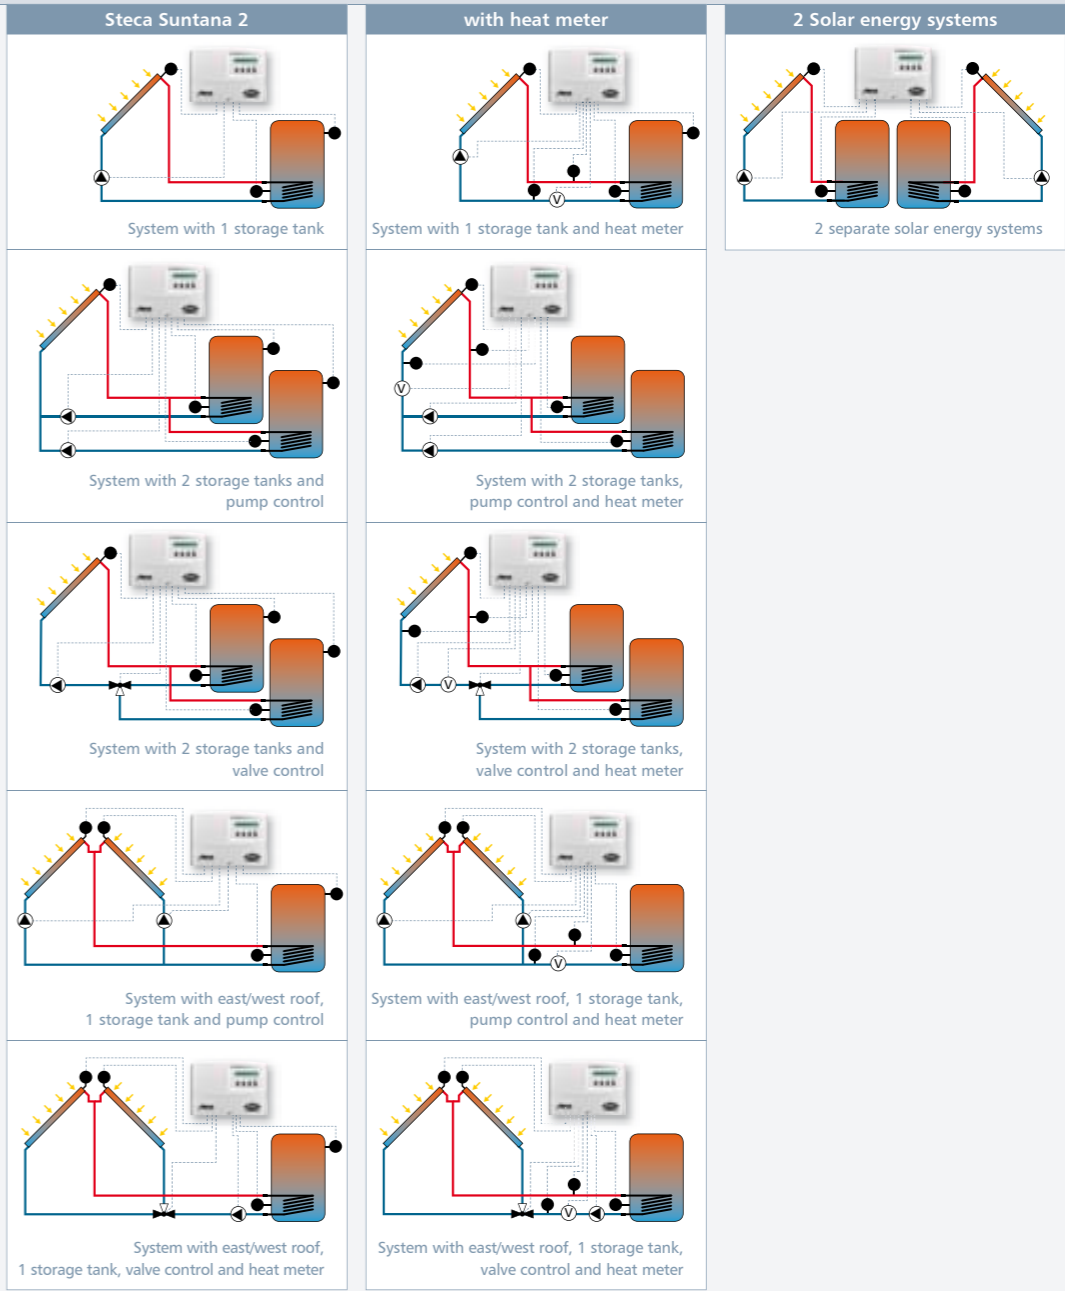 Steca Suntana 2
with heat meter
2 Solar energy systems
System with 1 storage tank
V
System with 1 storage tank and heat meter
2 separate solar energy systems
System with 2 storage tanks and
pump control
V
System with 2 storage tanks,
pump control and heat meter
System with 2 storage tanks and
valve control
V
System with 2 storage tanks,
valve control and heat meter
System with east/west roof,
1 storage tank and pump control
V
System with east/west roof, 1 storage tank,
pump control and heat meter
System with east/west roof,
1 storage tank, valve control and heat meter
V
System with east/west roof, 1 storage tank,
valve control and heat meter